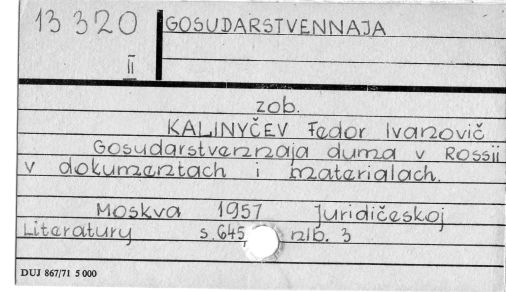 13 320 GOSUDARSTVENNAJA
II
zob.
KALINYČEV Fedor Ivanovič
Gosudarstvennaja duma v Rossii
v dokumentach i materialach.
Moskva 1957 Juridičeskoj
Literatury s.645 nlb. 3
DUJ 867/71 5 000